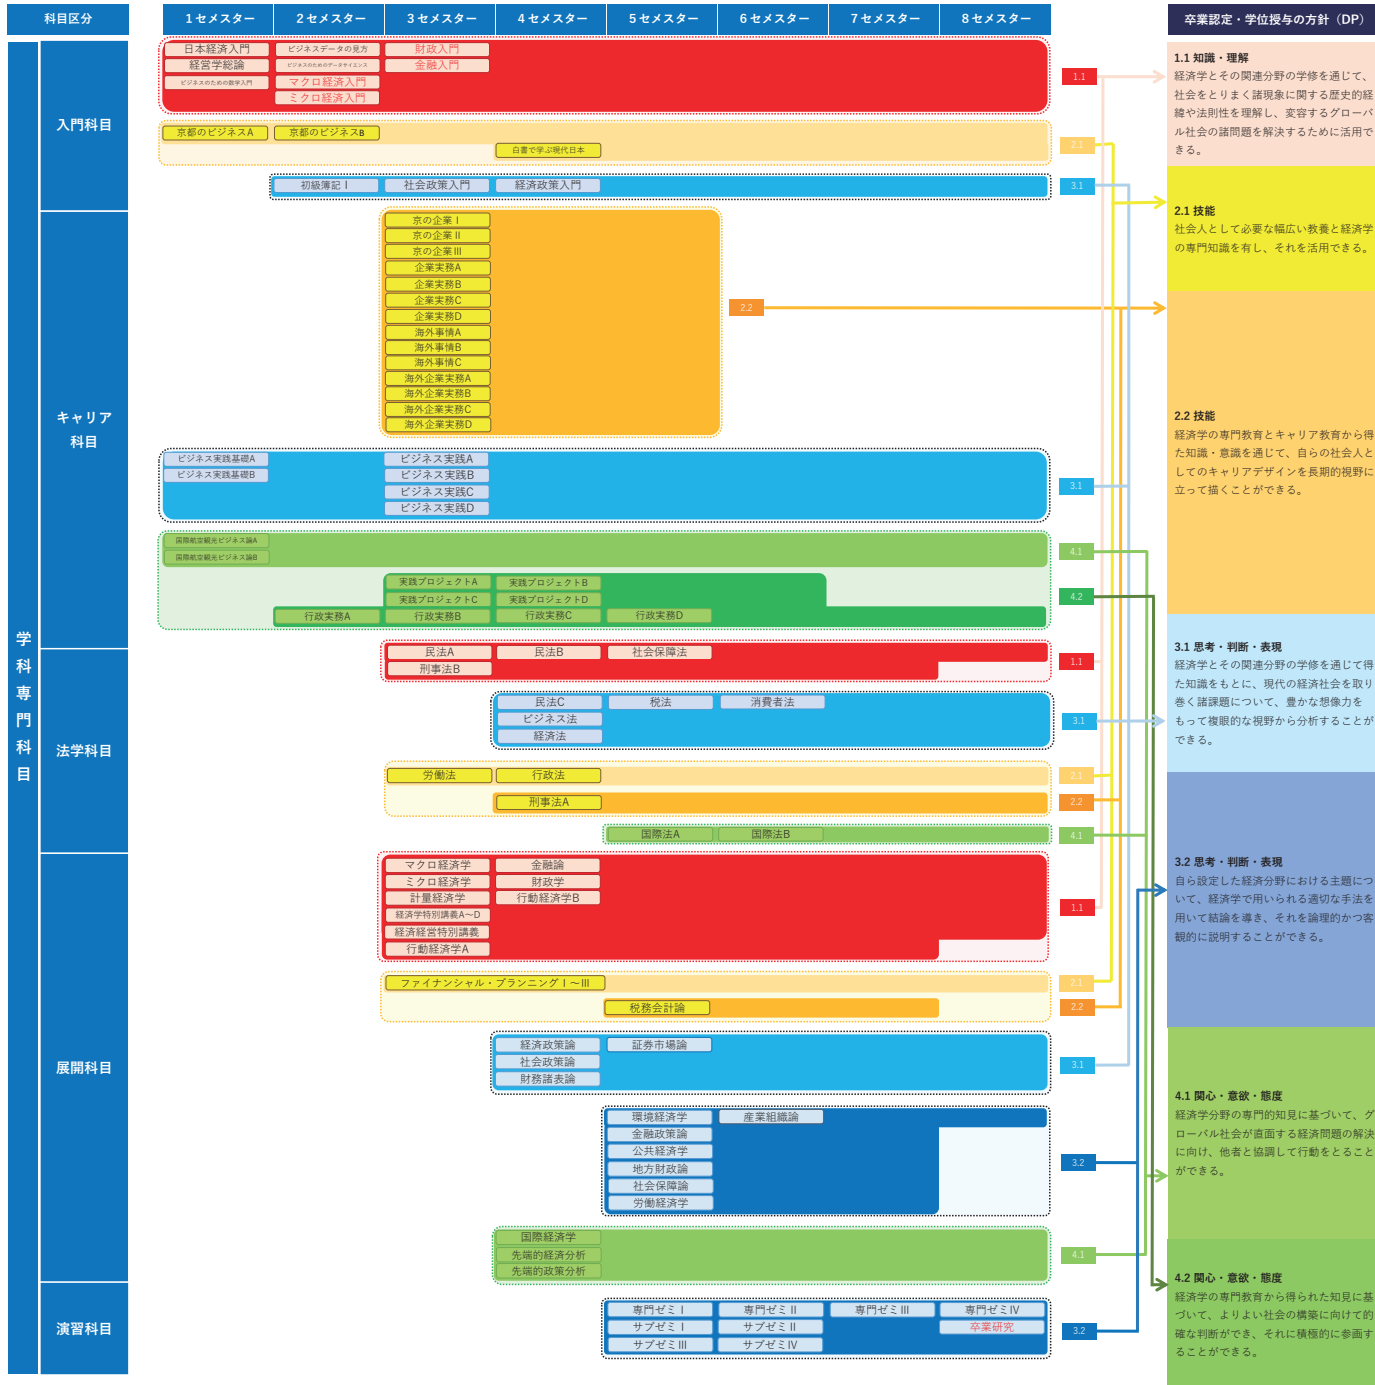 科目区分
1セメスター
2セメスター
3セメスター
4セメスター
5セメスター
6セメスター
7セメスター
8セメスター
卒業認定・学位授与の方針（DP）
学科専門科目
入門科目
日本経済入門
ビジネスデータの見方
財政入門
経営学総論
ビジネスのためのデータサイエンス
金融入門
ビジネスのための数学入門
マクロ経済入門
ミクロ経済入門
1.1
京都のビジネスA
京都のビジネスB
白書で学ぶ現代日本
2.1
初級簿記Ⅰ
社会政策入門
経済政策入門
3.1
キャリア
科目
京の企業Ⅰ
京の企業Ⅱ
京の企業Ⅲ
企業実務A
企業実務B
企業実務C
企業実務D
海外事情A
海外事情B
海外事情C
海外企業実務A
海外企業実務B
海外企業実務C
海外企業実務D
2.2
ビジネス実践基礎A
ビジネス実践A
ビジネス実践基礎B
ビジネス実践B
ビジネス実践C
ビジネス実践D
3.1
国際航空観光ビジネス論A
国際航空観光ビジネス論B
4.1
実践プロジェクトA
実践プロジェクトB
実践プロジェクトC
実践プロジェクトD
行政実務A
行政実務B
行政実務C
行政実務D
4.2
法学科目
民法A
民法B
社会保障法
刑事法B
1.1
民法C
税法
消費者法
ビジネス法
経済法
3.1
労働法
行政法
2.1
刑事法A
2.2
国際法A
国際法B
4.1
展開科目
マクロ経済学
金融論
ミクロ経済学
財政学
計量経済学
行動経済学B
経済学特別講義A～D
経済経営特別講義
行動経済学A
1.1
ファイナンシャル・プランニングⅠ～Ⅲ
2.1
税務会計論
2.2
経済政策論
証券市場論
社会政策論
財務諸表論
3.1
環境経済学
産業組織論
金融政策論
公共経済学
地方財政論
社会保障論
労働経済学
3.2
国際経済学
先端的経済分析
先端的政策分析
4.1
演習科目
専門ゼミⅠ
専門ゼミⅡ
専門ゼミⅢ
専門ゼミⅣ
サブゼミⅠ
サブゼミⅡ
卒業研究
サブゼミⅢ
サブゼミⅣ
3.2
1.1 知識・理解
経済学とその関連分野の学修を通じて、
社会をとりまく諸現象に関する歴史的経
緯や法則性を理解し、変容するグローバ
ル社会の諸問題を解決するために活用で
きる。
2.1 技能
社会人として必要な幅広い教養と経済学
の専門知識を有し、それを活用できる。
2.2 技能
経済学の専門教育とキャリア教育から得
た知識・意識を通じて、自らの社会人と
してのキャリアデザインを長期的視野に
立って描くことができる。
3.1 思考・判断・表現
経済学とその関連分野の学修を通じて得
た知識をもとに、現代の経済社会を取り
巻く諸課題について、豊かな想像力を
もって複眼的な視野から分析することが
できる。
3.2 思考・判断・表現
自ら設定した経済分野における主題につ
いて、経済学で用いられる適切な手法を
用いて結論を導き、それを論理的かつ客
観的に説明することができる。
4.1 関心・意欲・態度
経済学分野の専門的知見に基づいて、グ
ローバル社会が直面する経済問題の解決
に向け、他者と協調して行動をとること
ができる。
4.2 関心・意欲・態度
経済学の専門教育から得られた知見に基
づいて、よりよい社会の構築に向けて的
確な判断ができ、それに積極的に参画す
ることができる。